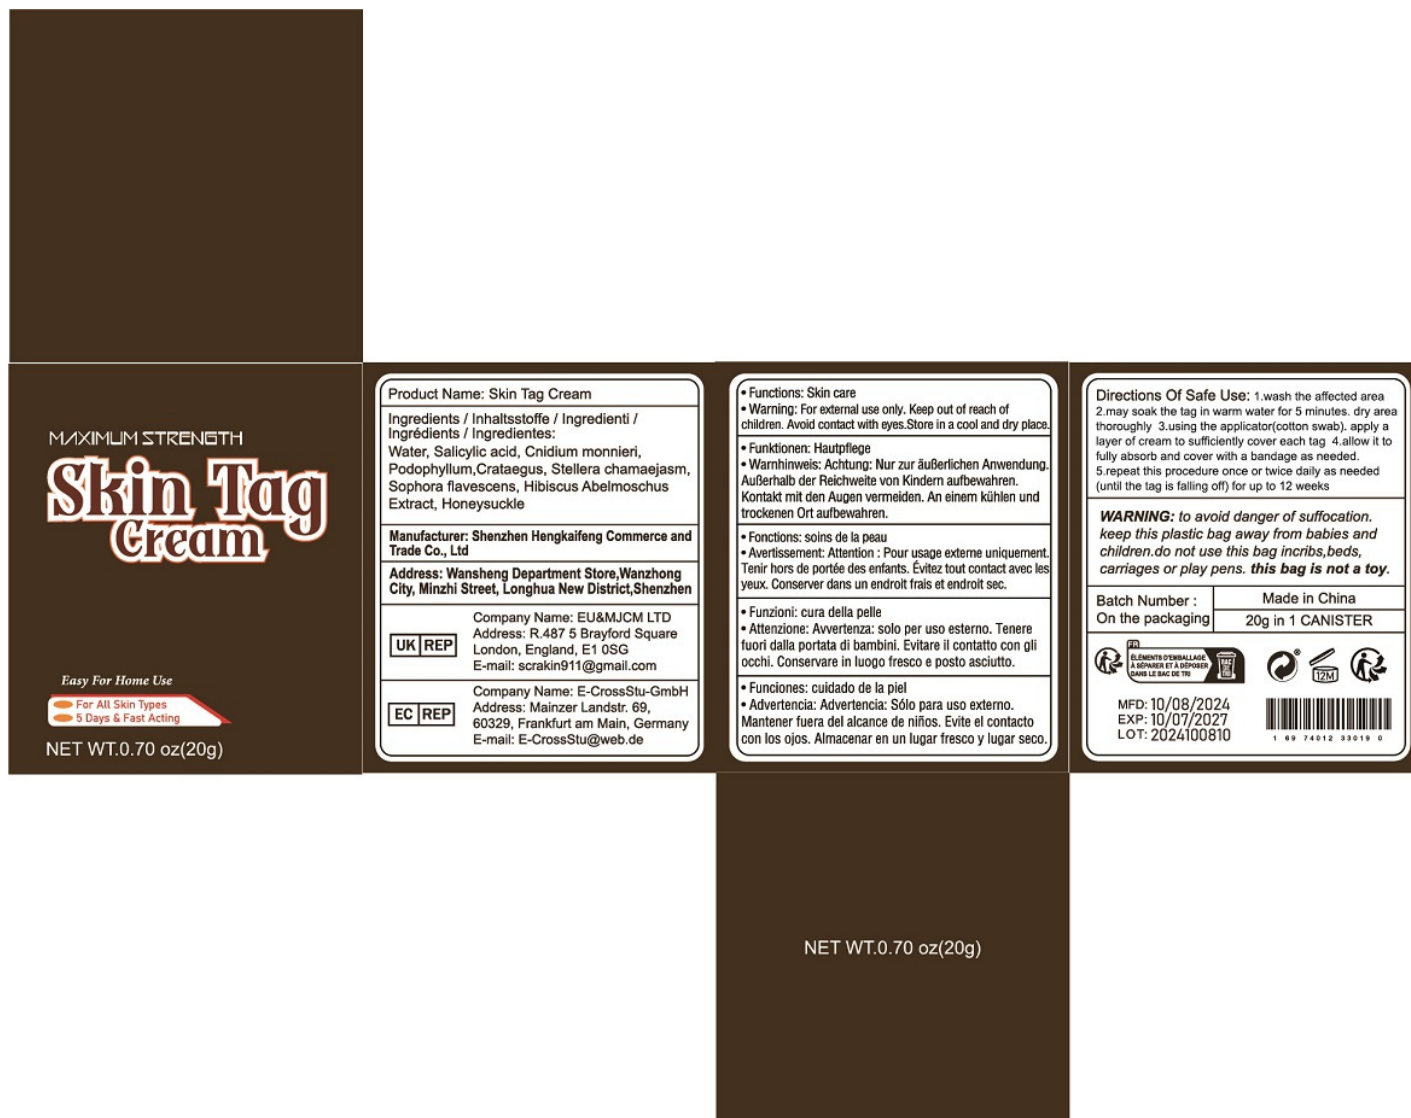 MAXIMUM STRENGTH
Skin Tag
Cream
Easy For Home Use
For All Skin Types
5 Days & Fast Acting
NET WT.0.70 oz(20g)
Product Name: Skin Tag Cream
Ingredients / Inhaltsstoffe / Ingredienti /
Ingrédients / Ingredientes:
Water, Salicylic acid, Cnidium monnieri,
Podophyllum,Crataegus, Stellera chamaejasm,
Sophora flavescens, Hibiscus Abelmoschus
Extract, Honeysuckle
Manufacturer: Shenzhen Hengkaifeng Commerce and
Trade Co., Ltd
Address: Wansheng Department Store,Wanzhong
City, Minzhi Street, Longhua New District,Shenzhen
UK REP
Company Name: EU&MJCM LTD
Address: R.487 5 Brayford Square
London, England, E1 0SG
E-mail: scrakin911@gmail.com
EC REP
Company Name: E-CrossStu-GmbH
Address: Mainzer Landstr. 69,
60329, Frankfurt am Main, Germany
E-mail: E-CrossStu@web.de
• Functions: Skin care
• Warning: For external use only. Keep out of reach of
children. Avoid contact with eyes.Store in a cool and dry place.
• Funktionen: Hautpflege
• Warnhinweis: Achtung: Nur zur äußerlichen Anwendung.
Außerhalb der Reichweite von Kindern aufbewahren.
Kontakt mit den Augen vermeiden. An einem kühlen und
trockenen Ort aufbewahren.
• Fonctions: soins de la peau
• Avertissement: Attention : Pour usage externe uniquement.
Tenir hors de portée des enfants. Évitez tout contact avec les
yeux. Conserver dans un endroit frais et endroit sec.
• Funzioni: cura della pelle
• Attenzione: Avvertenza: solo per uso esterno. Tenere
fuori dalla portata di bambini. Evitare il contatto con gli
occhi. Conservare in luogo fresco e posto asciutto.
• Funciones: cuidado de la piel
• Advertencia: Advertencia: Sólo para uso externo.
Mantener fuera del alcance de niños. Evite el contacto
con los ojos. Almacenar en un lugar fresco y lugar seco.
Directions Of Safe Use: 1.wash the affected area
2.may soak the tag in warm water for 5 minutes. dry area
thoroughly 3.using the applicator(cotton swab). apply a
layer of cream to sufficiently cover each tag 4.allow it to
fully absorb and cover with a bandage as needed.
5.repeat this procedure once or twice daily as needed
(until the tag is falling off) for up to 12 weeks
WARNING: to avoid danger of suffocation.
keep this plastic bag away from babies and
children.do not use this bag incribs,beds,
carriages or play pens. this bag is not a toy.
Batch Number :
On the packaging
Made in China
20g in 1 CANISTER
FR
ÉLÉMENTS D'EMBALLAGE
À SÉPARER ET À DÉPOSER
DANS LE BAC DE TRI
BAC
DE
TRI
®
12M
MFD: 10/08/2024
EXP: 10/07/2027
LOT: 2024100810
1 69 74012 33019 0
NET WT.0.70 oz(20g)